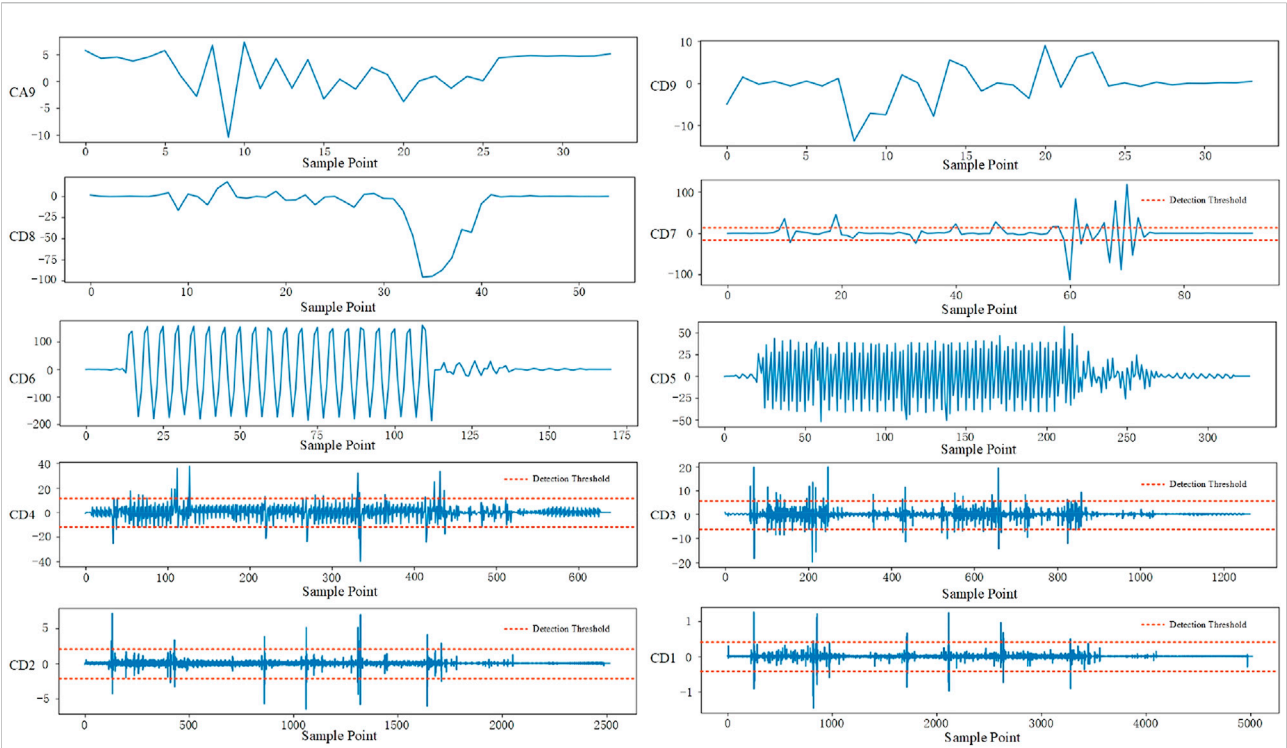 CA9
5
0
-5
-10
0 5 10 15 20 25 30
Sample Point
CD9
10
0
-10
0 5 10 15 20 25 30
Sample Point
CD8
0
-25
-50
-75
-100
0 10 20 30 40 50
Sample Point
CD7
100
0
-100
Detection Threshold
0 20 40 60 80
Sample Point
CD6
100
0
-100
-200
0 25 50 75 100 125 150 175
Sample Point
CD5
50
25
0
-25
-50
0 50 100 150 200 250 300
Sample Point
CD4
40
20
0
-20
-40
Detection Threshold
0 100 200 300 400 500 600
Sample Point
CD3
20
10
0
-10
-20
Detection Threshold
0 200 400 600 800 1000 1200
Sample Point
CD2
5
0
-5
Detection Threshold
0 500 1000 1500 2000 2500
Sample Point
CD1
1
0
-1
Detection Threshold
0 1000 2000 3000 4000 5000
Sample Point